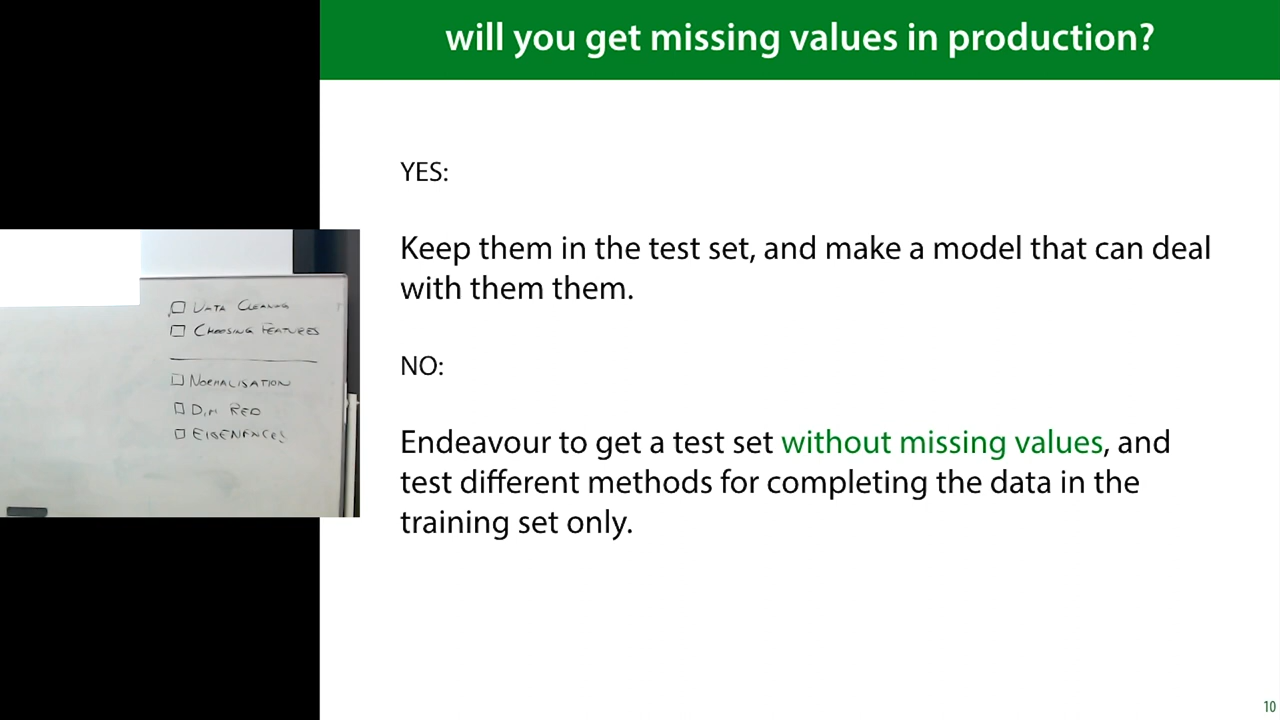 will you get missing values in production?
YES:
Keep them in the test set, and make a model that can deal
with them them.
NO:
Endeavour to get a test set without missing values, and
test different methods for completing the data in the
training set only.
10
DATA CLEANING
CHOOSING FEATURES
NORMALISATION
DIM RED
EIGENFACES